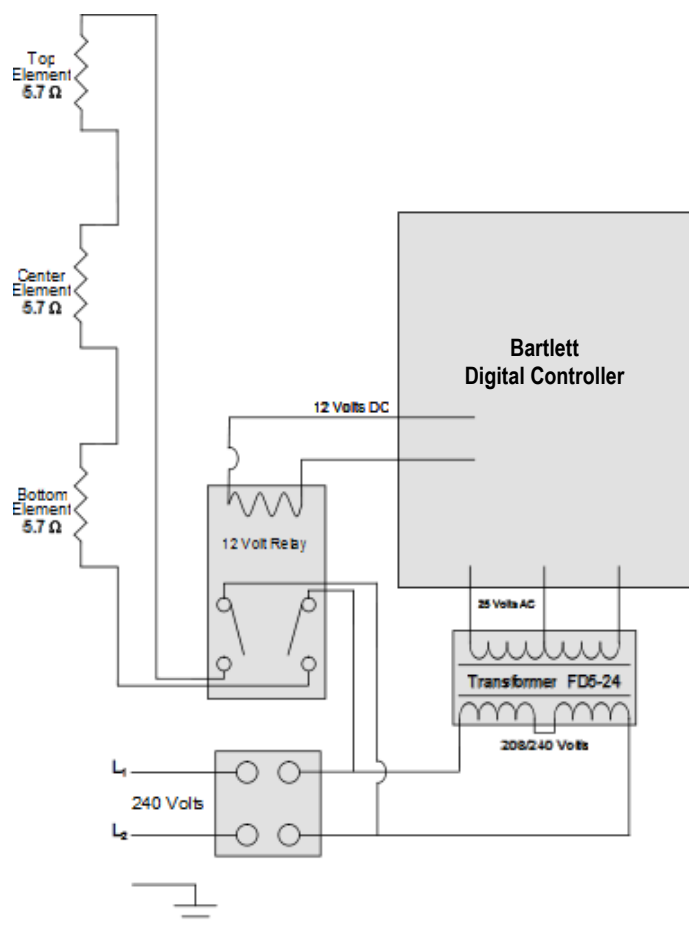 Top
Element
5.7 Ω
Center
Element
5.7 Ω
Bottom
Element
5.7 Ω
Bartlett
Digital Controller
12 Volts DC
12 Volt Relay
25 Volts AC
Transformer FD5-24
208/240 Volts
L₁
240 Volts
L₂